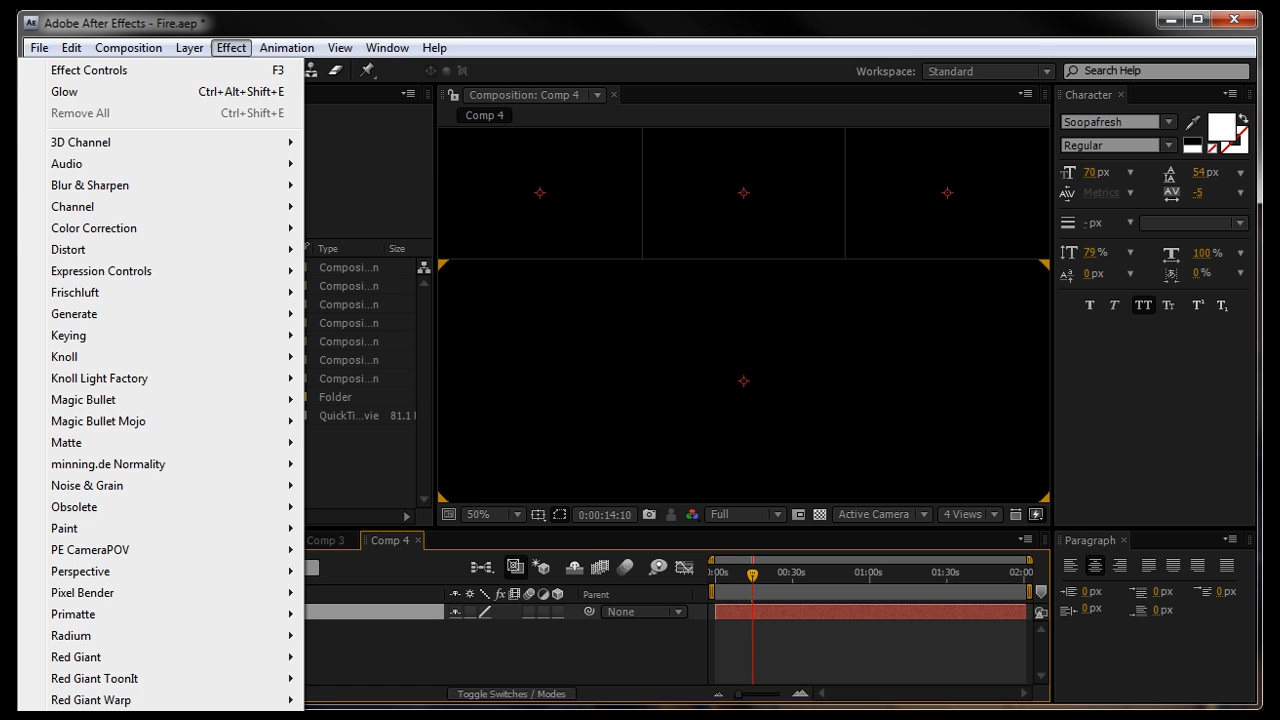 Adobe After Effects - Fire.aep *
File Edit Composition Layer Effect Animation View Window Help
Effect Controls F3
Glow Ctrl+Alt+Shift+E
Remove All Ctrl+Shift+E
3D Channel
Audio
Blur & Sharpen
Channel
Color Correction
Distort
Expression Controls
Frischluft
Generate
Keying
Knoll
Knoll Light Factory
Magic Bullet
Magic Bullet Mojo
Matte
minning.de Normality
Noise & Grain
Obsolete
Paint
PE CameraPOV
Perspective
Pixel Bender
Primatte
Radium
Red Giant
Red Giant ToonIt
Red Giant Warp
Workspace: Standard Search Help
Composition: Comp 4
Comp 4
Type Size
Composi...n
Composi...n
Composi...n
Composi...n
Composi...n
Composi...n
Composi...n
Folder
QuickTi...vie 81.1
50% 0:00:14:10 Full Active Camera 4 Views
Character
Soopafresh
Regular
70 px 54 px
Metrics -5
- px
79 % 100 %
0 px 0 %
T T TT TT T¹ T₁
Comp 3 Comp 4
00s 00:30s 01:00s 01:30s 02:00
fx Parent
None
Toggle Switches / Modes
Paragraph
0 px 0 px 0 px
0 px 0 px